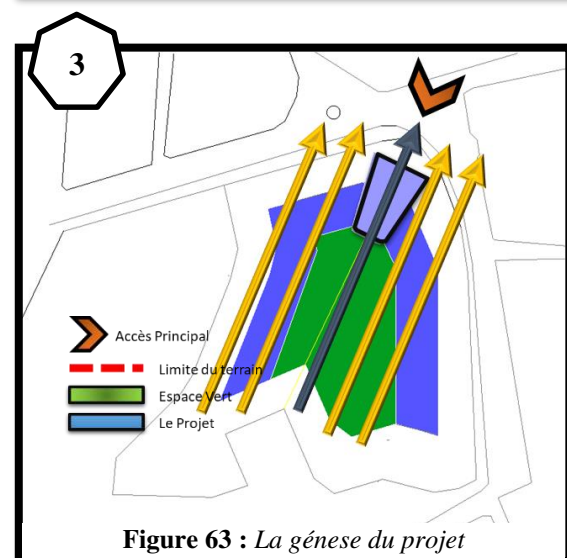 3
Accès Principal
Limite du terrain
Espace Vert
Le Projet
Figure 63 : La génese du projet